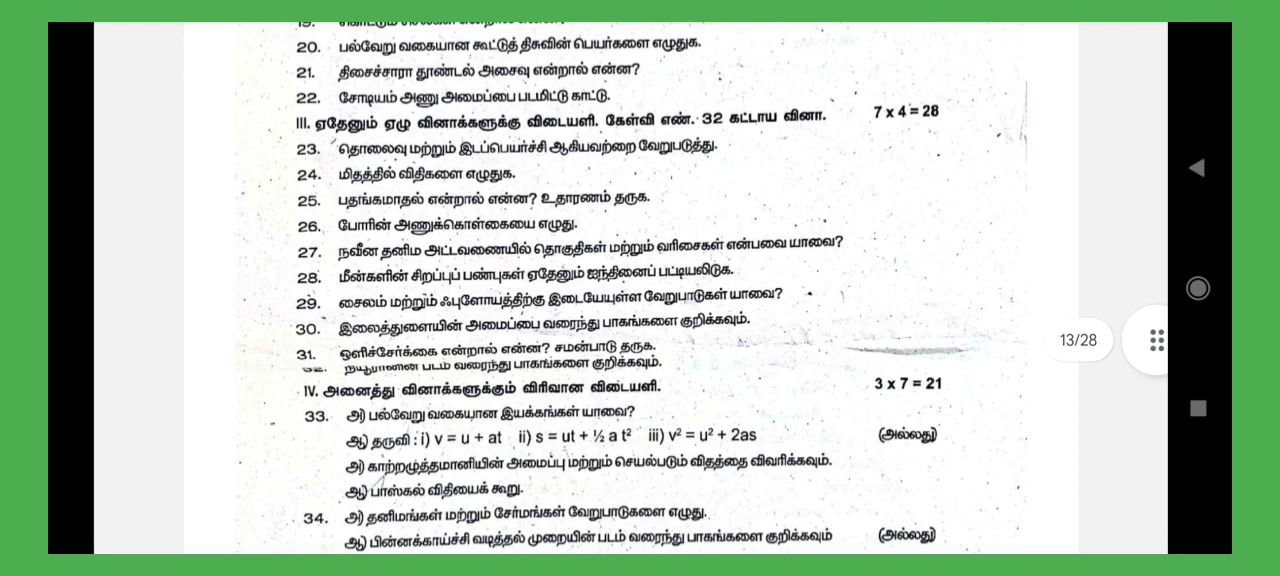 19.
20. பல்வேறு வகையான கூட்டுத் திசுவின் பெயர்களை எழுதுக.
21. திசைச்சாரா தூண்டல் அசைவு என்றால் என்ன?
22. சோடியம் அணு அமைப்பை படமிட்டு காட்டு.
III. ஏதேனும் ஏழு வினாக்களுக்கு விடையளி. கேள்வி எண். 32 கட்டாய வினா. 7 x 4 = 28
23. தொலைவு மற்றும் இடப்பெயர்ச்சி ஆகியவற்றை வேறுபடுத்து.
24. மிதத்தில் விதிகளை எழுதுக.
25. பதங்கமாதல் என்றால் என்ன? உதாரணம் தருக.
26. போரின் அணுக்கொள்கையை எழுது.
27. நவீன தனிம அட்டவணையில் தொகுதிகள் மற்றும் வரிசைகள் என்பவை யாவை?
28. மீன்களின் சிறப்புப் பண்புகள் ஏதேனும் ஐந்தினைப் பட்டியலிடுக.
29. சைலம் மற்றும் ஃபுளோயத்திற்கு இடையேயுள்ள வேறுபாடுகள் யாவை?
30. இலைத்துளையின் அமைப்பை வரைந்து பாகங்களை குறிக்கவும்.
31. ஒளிச்சேர்க்கை என்றால் என்ன? சமன்பாடு தருக.
32. நியூரானின் படம் வரைந்து பாகங்களை குறிக்கவும்.
IV. அனைத்து வினாக்களுக்கும் விரிவான விடையளி. 3 x 7 = 21
33. அ) பல்வேறு வகையான இயக்கங்கள் யாவை?
ஆ) தருவி : i) v = u + at ii) s = ut + ½ a t² iii) v² = u² + 2as (அல்லது)
அ) காற்றழுத்தமானியின் அமைப்பு மற்றும் செயல்படும் விதத்தை விவரிக்கவும்.
ஆ) பாஸ்கல் விதியைக் கூறு.
34. அ) தனிமங்கள் மற்றும் சேர்மங்கள் வேறுபாடுகளை எழுது.
ஆ) பின்னக்காய்ச்சி வடித்தல் முறையின் படம் வரைந்து பாகங்களை குறிக்கவும் (அல்லது)
13/28